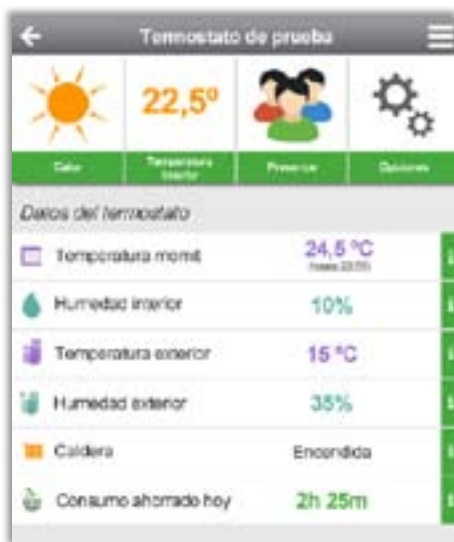 Termostato de prueba
22,5º
Calor
Temperatura
Interior
Presencia
Opciones
Datos del termostato
Temperatura momit
24,5 ºC
Humedad interior
10%
Temperatura exterior
15 ºC
Humedad exterior
35%
Caldera
Encendida
Consumo ahorrado hoy
2h 25m